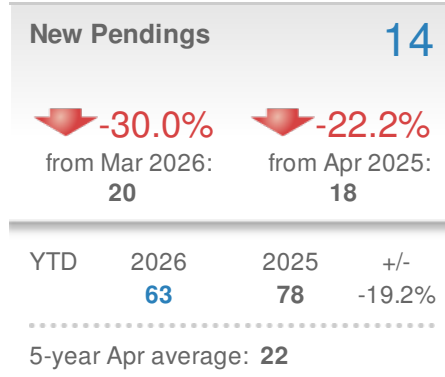 New Pendings 14
-30.0% -22.2%
from Mar 2026: from Apr 2025:
20 18
YTD 2026 2025 +/-
63 78 -19.2%
5-year Apr average: 22